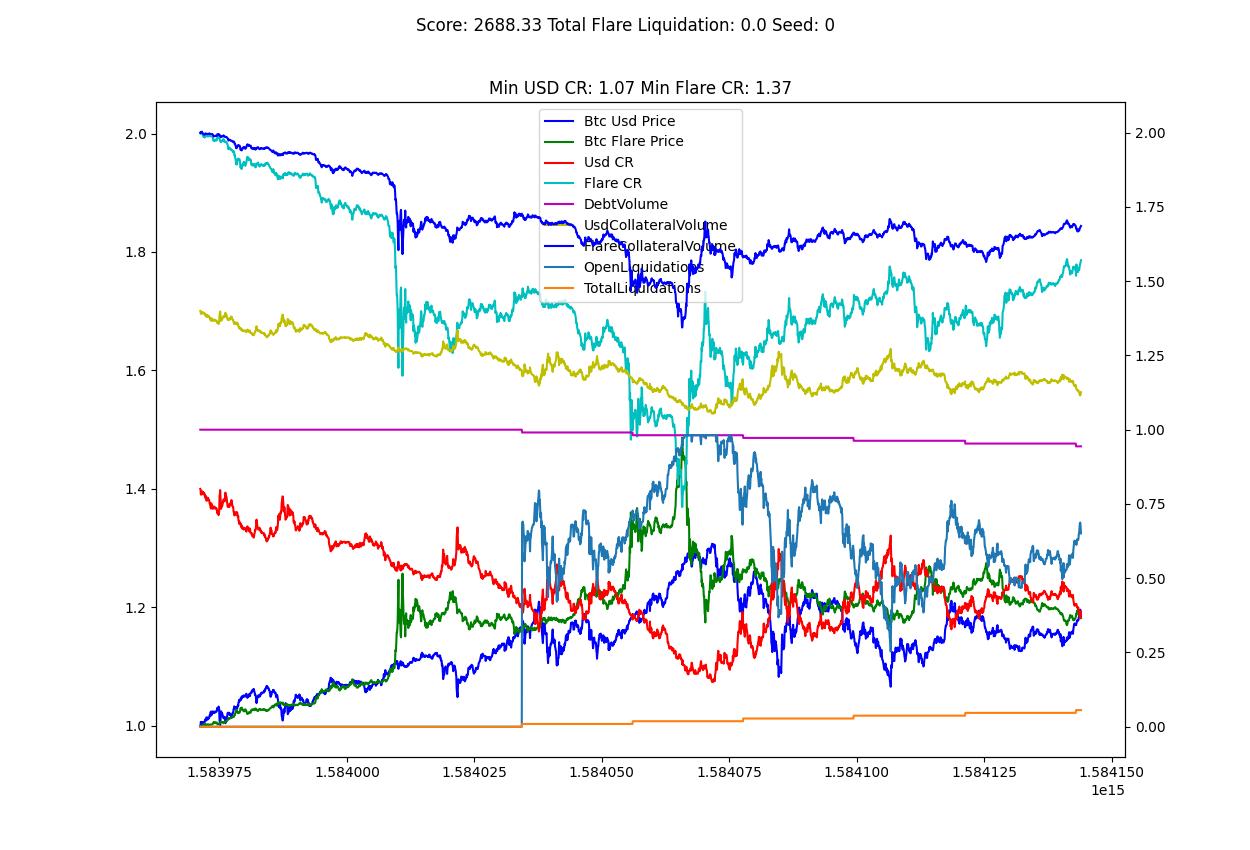 Score: 2688.33 Total Flare Liquidation: 0.0 Seed: 0
Min USD CR: 1.07 Min Flare CR: 1.37
Btc Usd Price
Btc Flare Price
Usd CR
Flare CR
DebtVolume
UsdCollateralVolume
FlareCollateralVolume
OpenLiquidations
TotalLiquidations
2.0
1.8
1.6
1.4
1.2
1.0
2.00
1.75
1.50
1.25
1.00
0.75
0.50
0.25
0.00
1.583975 1.584000 1.584025 1.584050 1.584075 1.584100 1.584125 1.584150
1e15